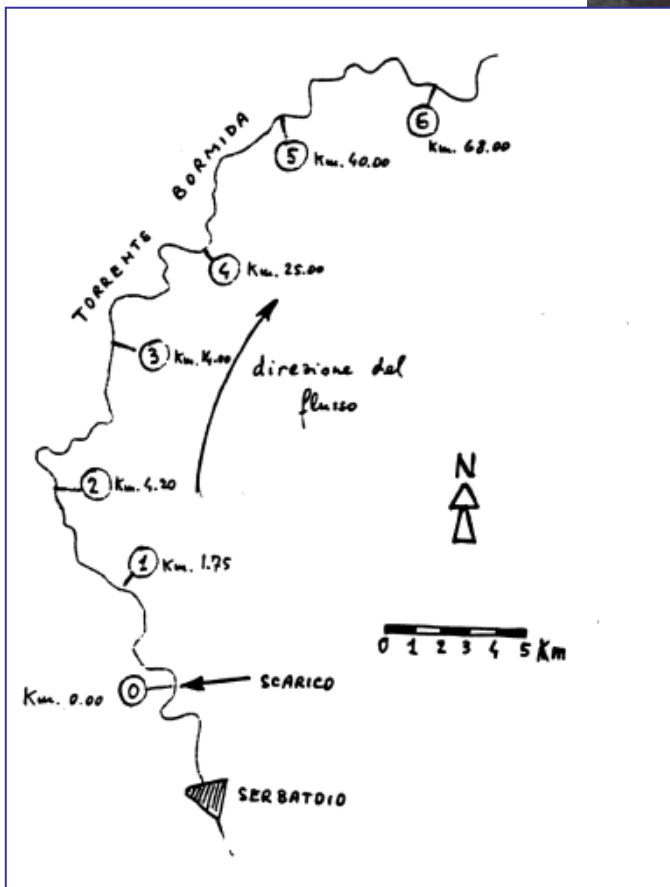 TORRENTE BORMIDA
6
Km. 68.00
5 Km. 40.00
4 Km. 25.00
3 Km. 14.00
direzione del
flusso
2 Km. 4.20
N
1 Km. 1.75
0 1 2 3 4 5 Km
Km. 0.00 0
SCARICO
SERBATOIO